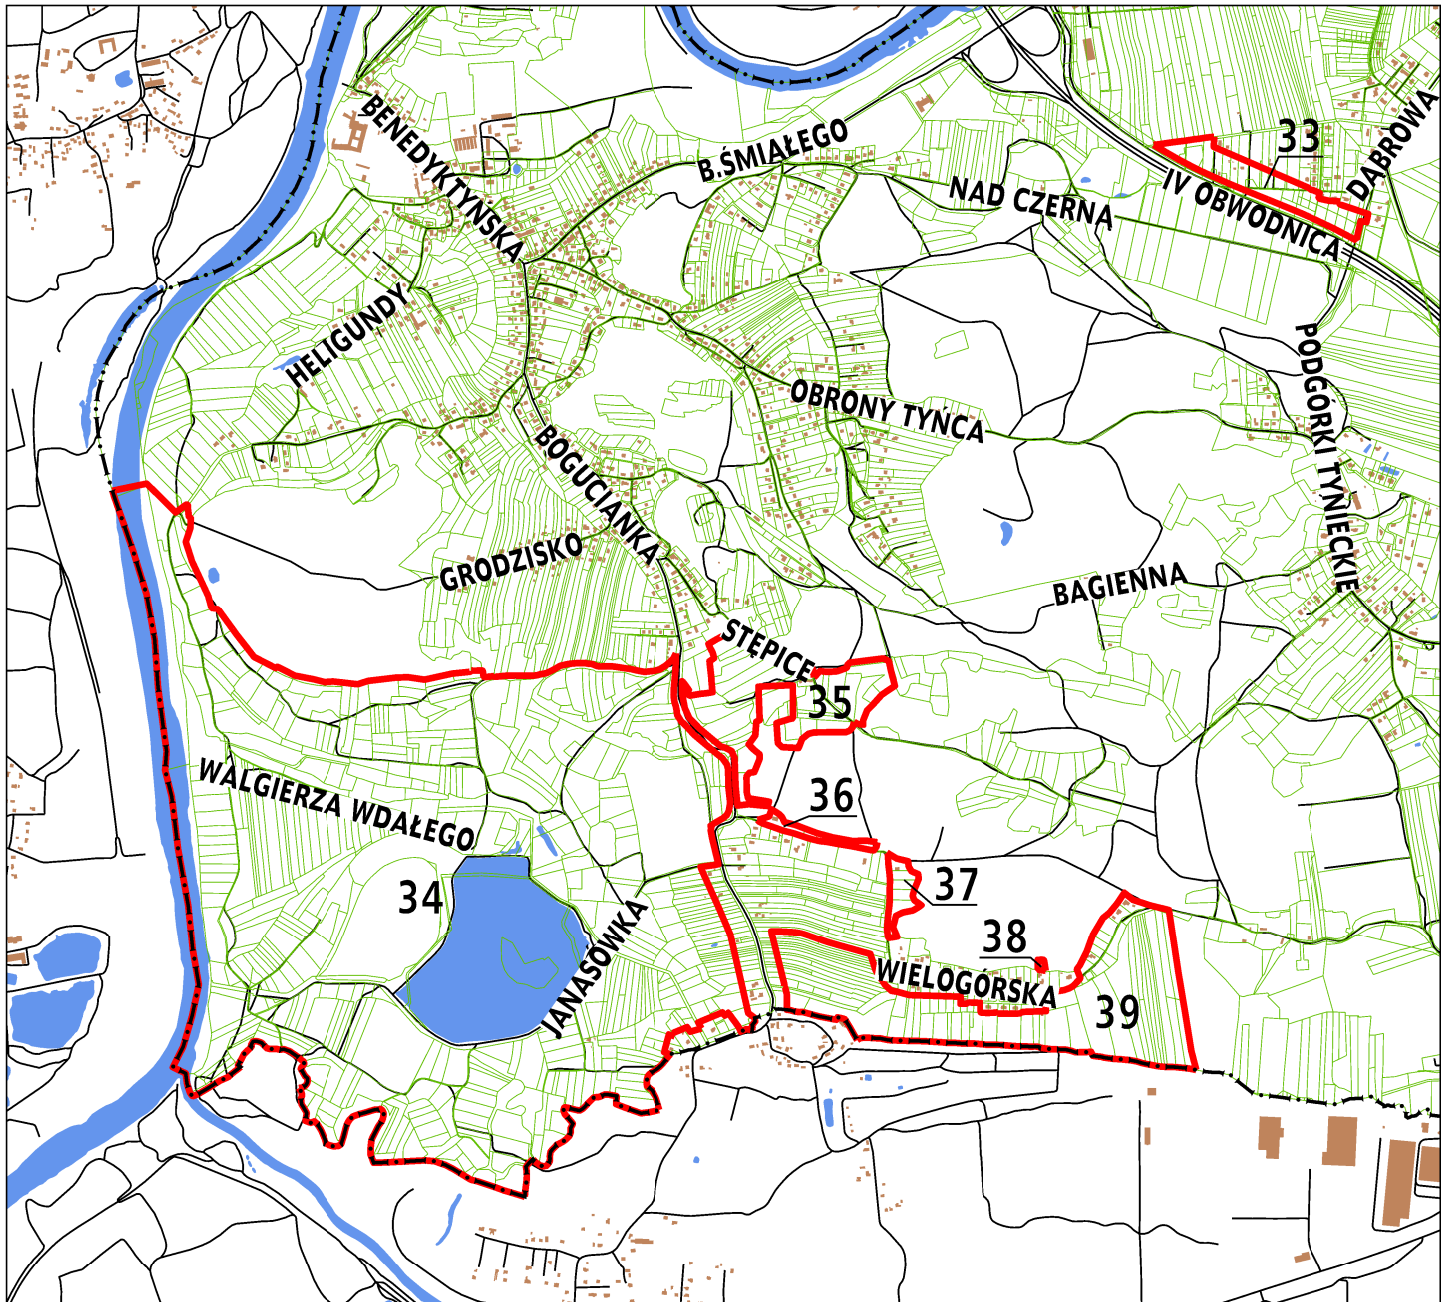 BENEDYKTYŃSKA
B.ŚMIAŁEGO
33
DĄBROWA
NAD CZERNĄ
IV OBWODNICA
HELIGUNDY
PODGÓRKI TYNIECKIE
OBRONY TYŃCA
BOGUCIANKA
GRODZISKO
BAGIENNA
STĘPICE
35
WALGIERZA WDAŁEGO
36
34
37
JANASÓWKA
38
WIELOGÓRSKA
39